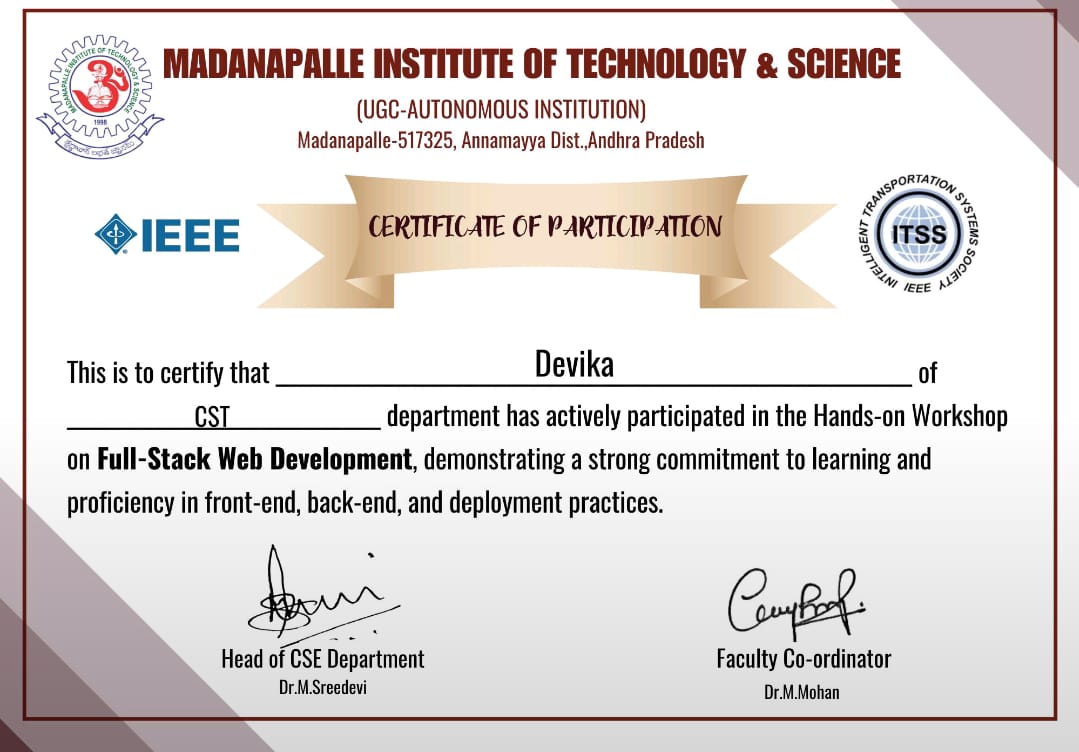 MADANAPALLE INSTITUTE OF TECHNOLOGY & SCIENCE
MADANAPALLE INSTITUTE OF TECHNOLOGY & SCIENCE
1998
(UGC-AUTONOMOUS INSTITUTION)
Madanapalle-517325, Annamayya Dist.,Andhra Pradesh
IEEE
CERTIFICATE OF PARTICIPATION
INTELLIGENT TRANSPORTATION SYSTEMS SOCIETY
ITSS
IEEE
This is to certify that Devika of
CST department has actively participated in the Hands-on Workshop
on Full-Stack Web Development, demonstrating a strong commitment to learning and
proficiency in front-end, back-end, and deployment practices.
Head of CSE Department
Dr.M.Sreedevi
Faculty Co-ordinator
Dr.M.Mohan